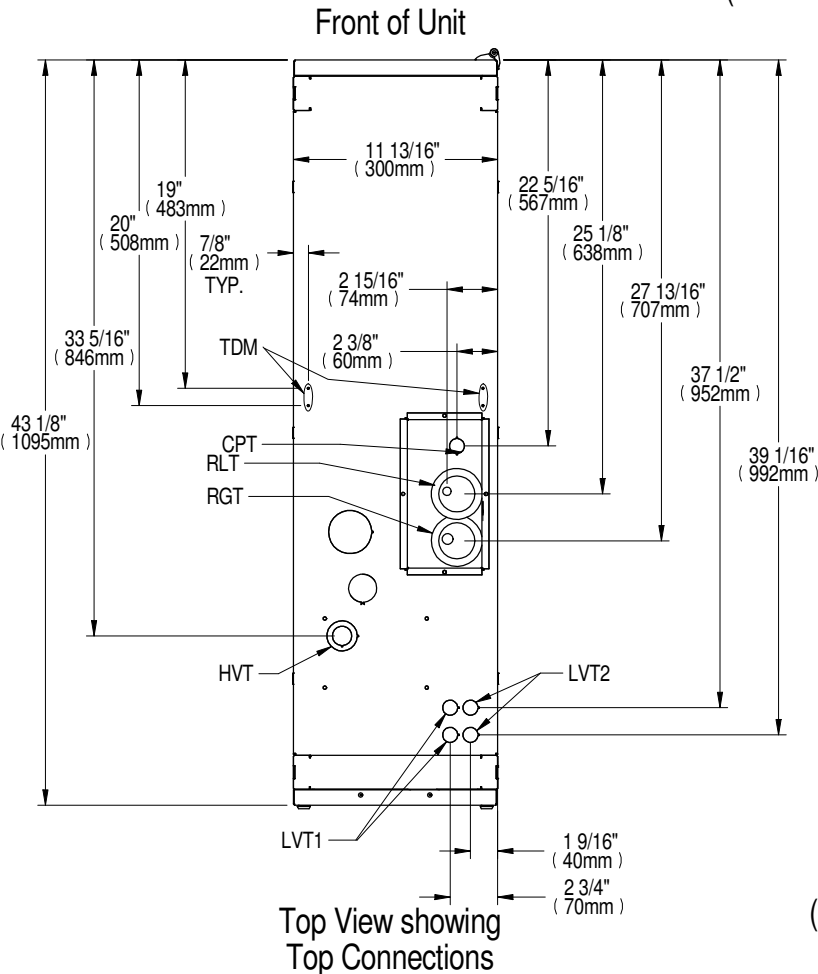 Front of Unit
11 13/16"
(300mm)
22 5/16"
(567mm)
19"
(483mm)
20"
(508mm)
7/8"
(22mm)
TYP.
25 1/8"
(638mm)
2 15/16"
(74mm)
27 13/16"
(707mm)
33 5/16"
(846mm)
TDM
2 3/8"
(60mm)
37 1/2"
(952mm)
43 1/8"
(1095mm)
CPT
RLT
RGT
39 1/16"
(992mm)
HVT
LVT2
LVT1
1 9/16"
(40mm)
2 3/4"
(70mm)
Top View showing
Top Connections